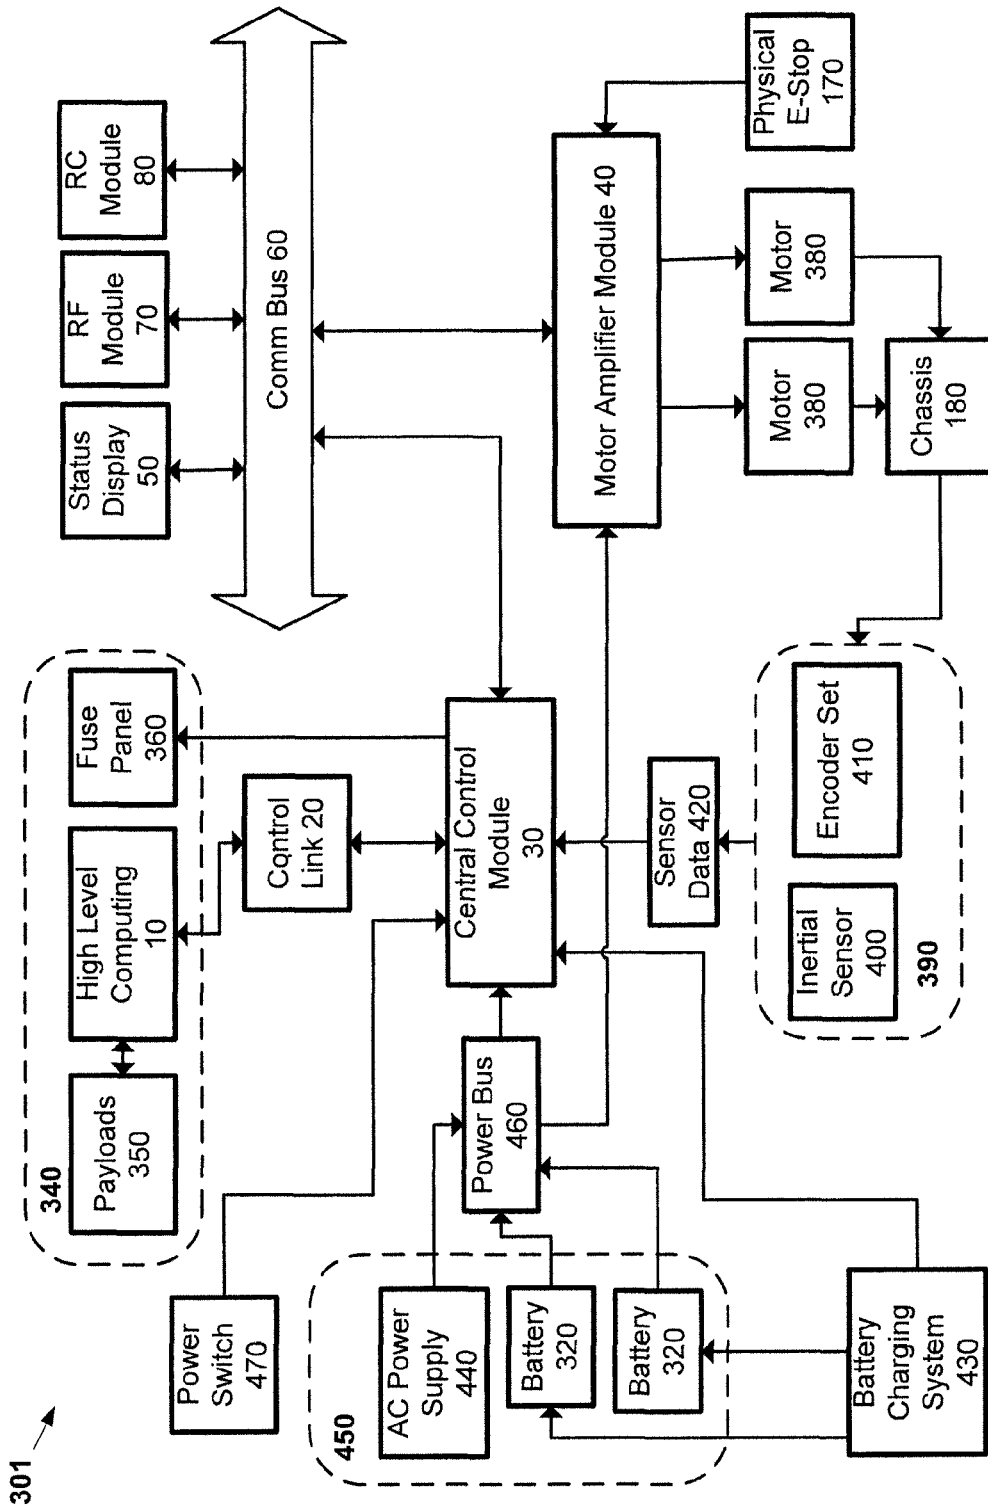 301
340
Payloads
350
High Level
Computing
10
Fuse
Panel
360
Status
Display
50
RF
Module
70
RC
Module
80
Power
Switch
470
Control
Link 20
Comm Bus 60
450
AC Power
Supply
440
Battery
320
Battery
320
Power Bus
460
Central Control
Module
30
Motor Amplifier Module 40
Physical
E-Stop
170
Sensor
Data 420
Motor
380
Motor
380
Battery
Charging
System
430
Inertial
Sensor
400
Encoder Set
410
390
Chassis
180